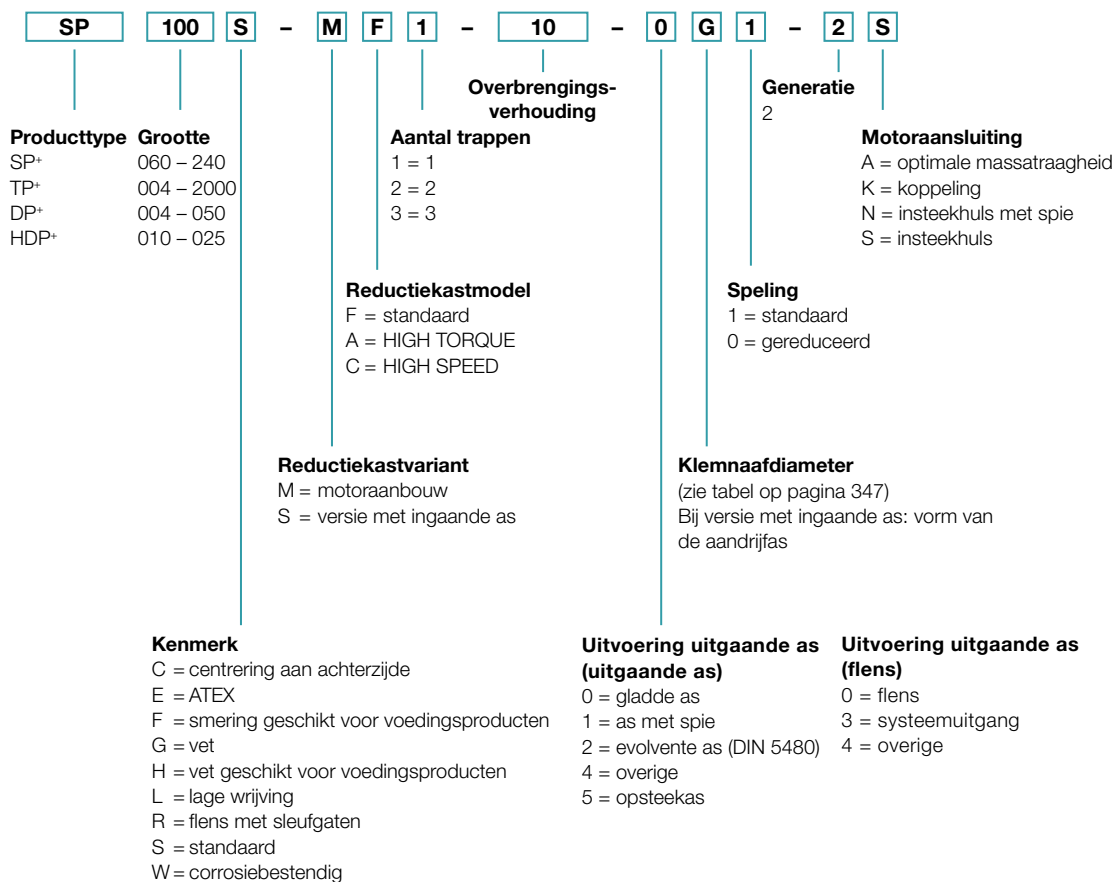 SP 100 S – M F 1 – 10 – 0 G 1 – 2 S
Overbrengings-
verhouding
Generatie
2
Producttype
SP+
TP+
DP+
HDP+
Grootte
060 – 240
004 – 2000
004 – 050
010 – 025
Aantal trappen
1 = 1
2 = 2
3 = 3
Motoraansluiting
A = optimale massatraagheid
K = koppeling
N = insteekhuls met spie
S = insteekhuls
Reductiekastmodel
F = standaard
A = HIGH TORQUE
C = HIGH SPEED
Speling
1 = standaard
0 = gereduceerd
Reductiekastvariant
M = motoraanbouw
S = versie met ingaande as
Klemnaafdiameter
(zie tabel op pagina 347)
Bij versie met ingaande as: vorm van
de aandrijfas
Kenmerk
C = centrering aan achterzijde
E = ATEX
F = smering geschikt voor voedingsproducten
G = vet
H = vet geschikt voor voedingsproducten
L = lage wrijving
R = flens met sleufgaten
S = standaard
W = corrosiebestendig
Uitvoering uitgaande as
(uitgaande as)
0 = gladde as
1 = as met spie
2 = evolvente as (DIN 5480)
4 = overige
5 = opsteekas
Uitvoering uitgaande as
(flens)
0 = flens
3 = systeemuitgang
4 = overige